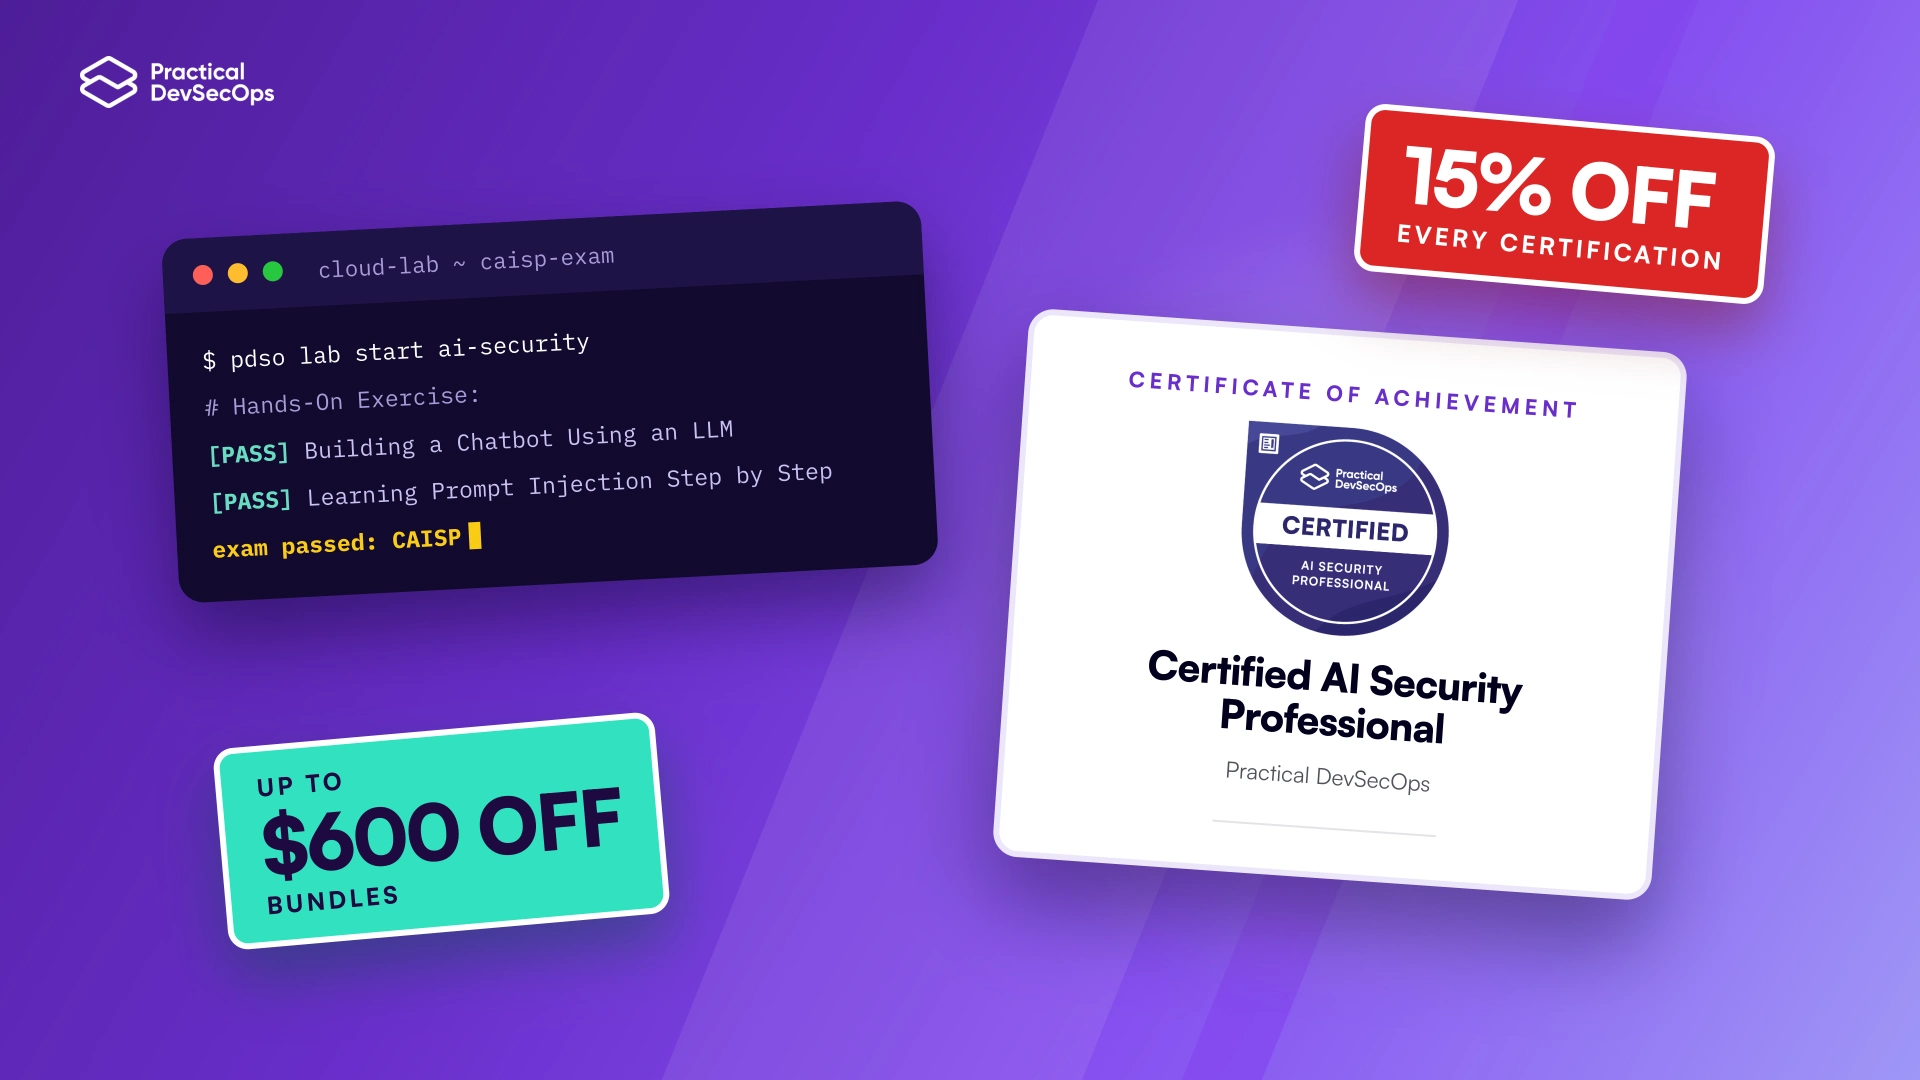 Practical
DevSecOps
15% OFF
EVERY CERTIFICATION
cloud-lab ~ caisp-exam
$ pdso lab start ai-security
# Hands-On Exercise:
[PASS] Building a Chatbot Using an LLM
[PASS] Learning Prompt Injection Step by Step
exam passed: CAISP
CERTIFICATE OF ACHIEVEMENT
Practical
DevSecOps
CERTIFIED
AI SECURITY
PROFESSIONAL
Certified AI Security
Professional
Practical DevSecOps
UP TO
$600 OFF
BUNDLES